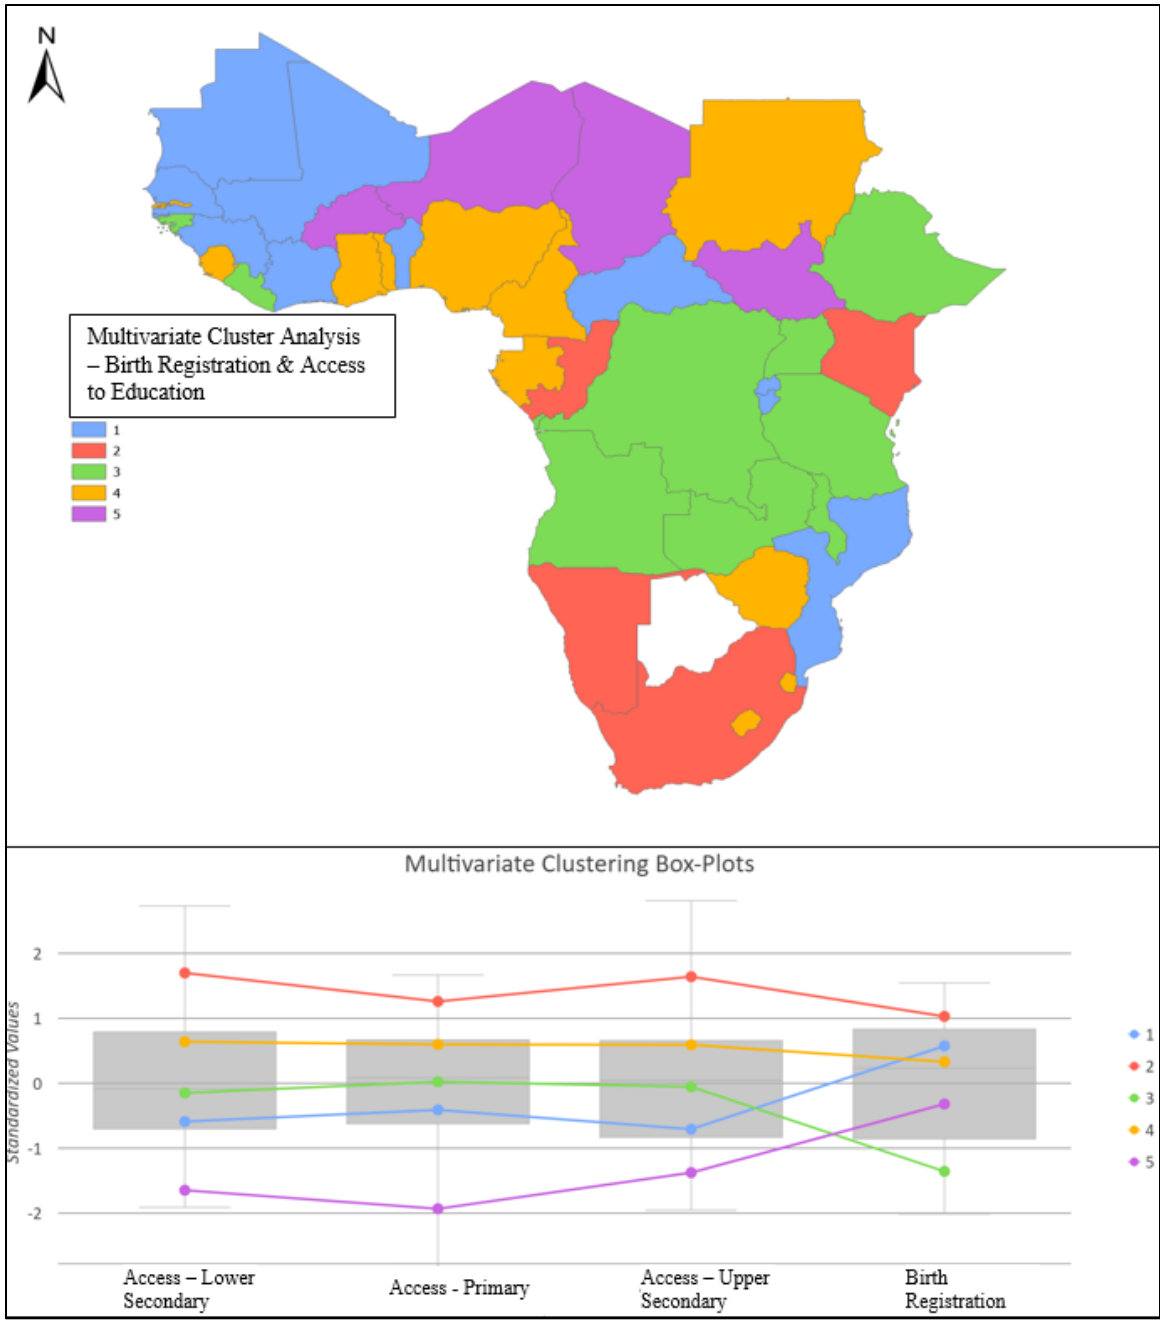 N
Multivariate Cluster Analysis
– Birth Registration & Access
to Education
1
2
3
4
5
Multivariate Clustering Box-Plots
Standardized Values
2
1
0
-1
-2
1
2
3
4
5
Access – Lower
Secondary
Access - Primary
Access – Upper
Secondary
Birth
Registration